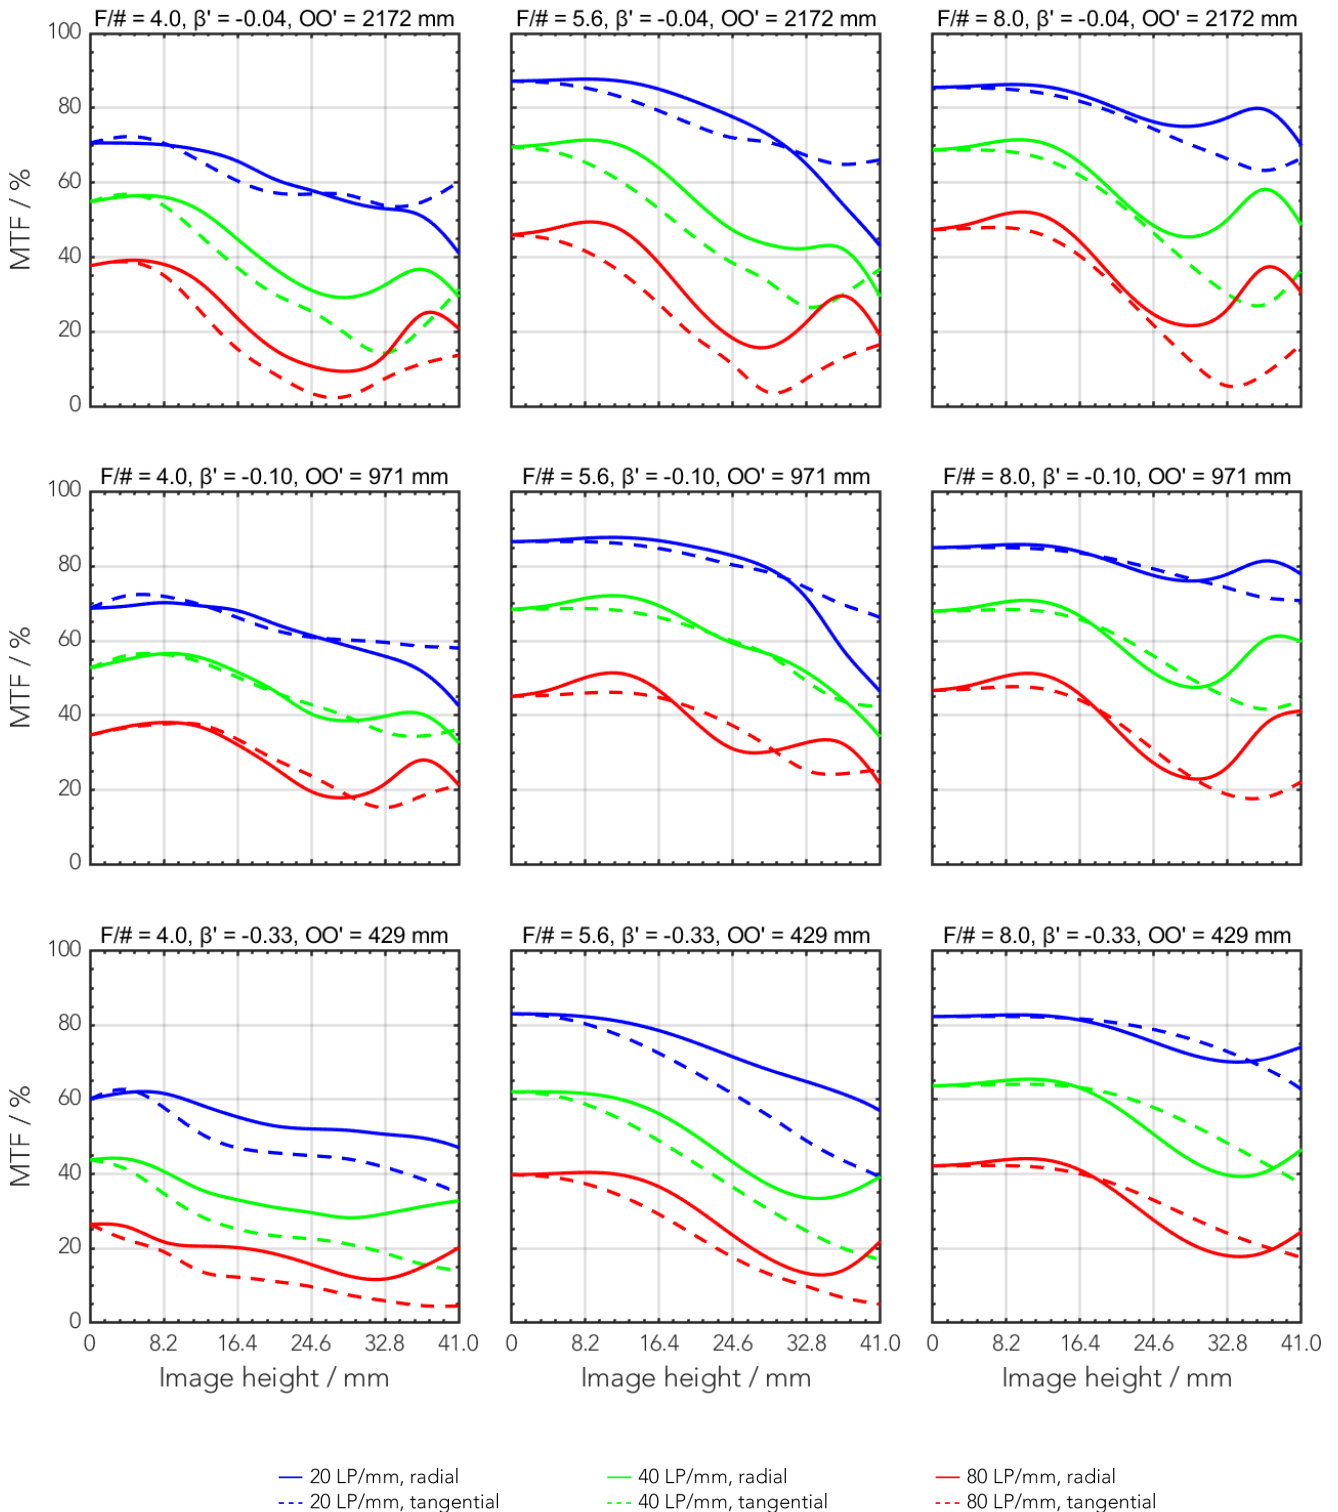 F/# = 4.0, β' = -0.04, OO' = 2172 mm
F/# = 5.6, β' = -0.04, OO' = 2172 mm
F/# = 8.0, β' = -0.04, OO' = 2172 mm
100
80
60
40
20
0
MTF / %
F/# = 4.0, β' = -0.10, OO' = 971 mm
F/# = 5.6, β' = -0.10, OO' = 971 mm
F/# = 8.0, β' = -0.10, OO' = 971 mm
100
80
60
40
20
0
MTF / %
F/# = 4.0, β' = -0.33, OO' = 429 mm
F/# = 5.6, β' = -0.33, OO' = 429 mm
F/# = 8.0, β' = -0.33, OO' = 429 mm
100
80
60
40
20
0
MTF / %
0 8.2 16.4 24.6 32.8 41.0
0 8.2 16.4 24.6 32.8 41.0
0 8.2 16.4 24.6 32.8 41.0
Image height / mm
Image height / mm
Image height / mm
20 LP/mm, radial
40 LP/mm, radial
80 LP/mm, radial
20 LP/mm, tangential
40 LP/mm, tangential
80 LP/mm, tangential